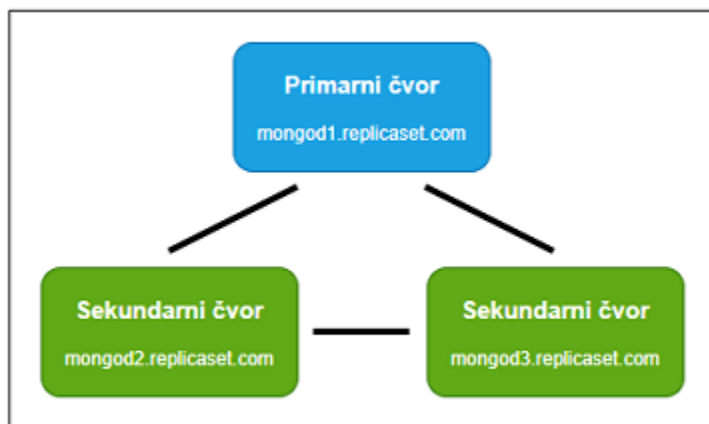 Primarni čvor
mongod1.replicaset.com
Sekundarni čvor
mongod2.replicaset.com
Sekundarni čvor
mongod3.replicaset.com